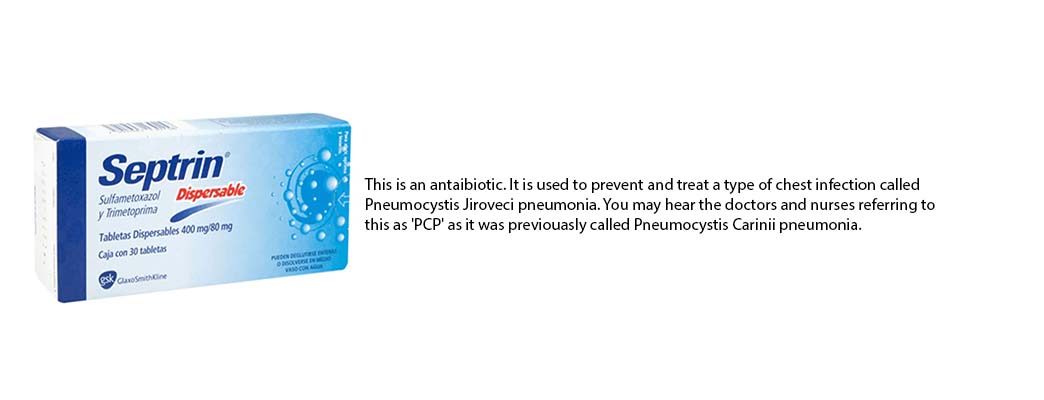 Septrin®
Dispersable
Sulfametoxazol
y Trimetoprima
Tabletas Dispersables 400 mg/80 mg
Caja con 30 tabletas
PUEDEN DEGLUTIRSE ENTERAS
O DISOLVERSE EN MEDIO
VASO CON AGUA
gsk GlaxoSmithKline
This is an antaibiotic. It is used to prevent and treat a type of chest infection called
Pneumocystis Jiroveci pneumonia. You may hear the doctors and nurses referring to
this as 'PCP' as it was previouasly called Pneumocystis Carinii pneumonia.